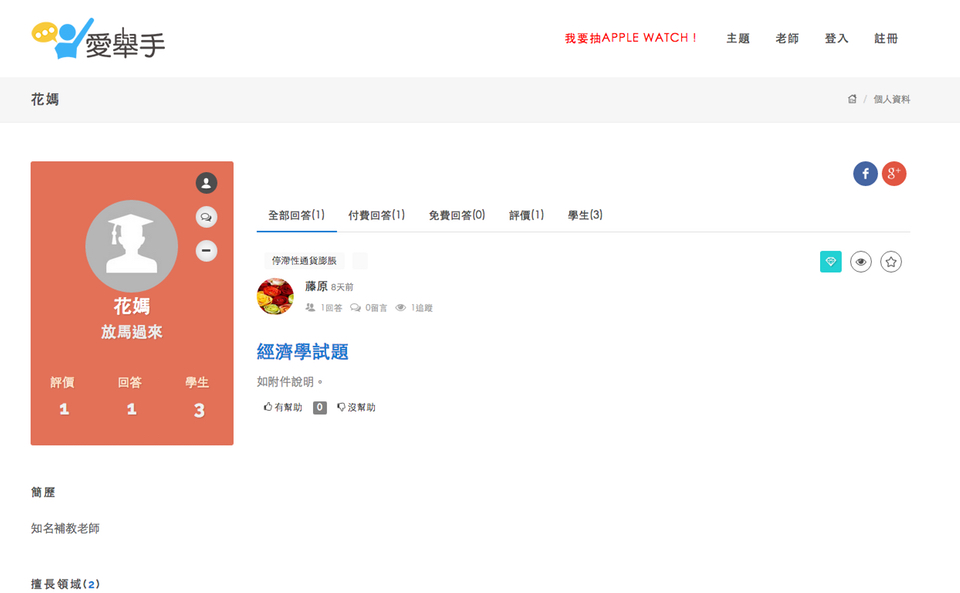 愛舉手
我要抽APPLE WATCH！ 主題 老師 登入 註冊
花媽
/ 個人資料
f g+
花媽
放馬過來
評價 回答 學生
1 1 3
簡歷
知名補教老師
擅長領域(2)
全部回答(1) 付費回答(1) 免費回答(0) 評價(1) 學生(3)
停滯性通貨膨脹
藤原 8天前
1回答 0留言 1追蹤
經濟學試題
如附件說明。
有幫助 0 沒幫助